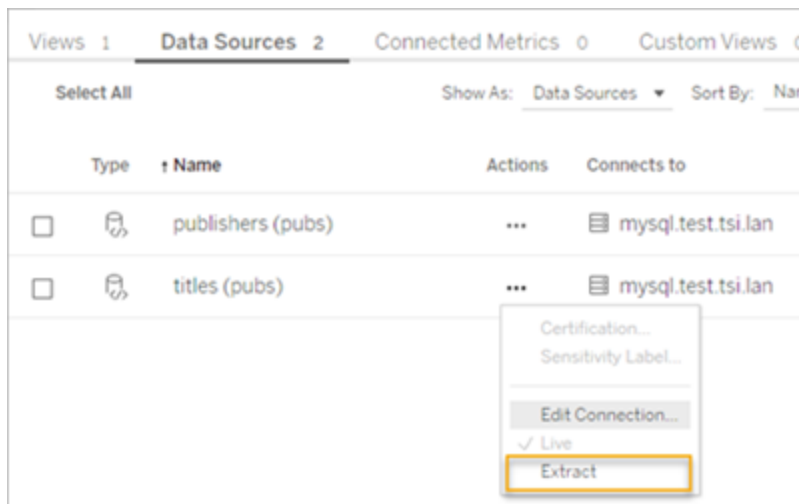 Views 1 Data Sources 2 Connected Metrics 0 Custom Views
Select All Show As: Data Sources Sort By:
Type ↑ Name Actions Connects to
publishers (pubs) ... mysql.test.tsi.lan
titles (pubs) ... mysql.test.tsi.lan
Certification...
Sensitivity Label...
Edit Connection...
✓ Live
Extract